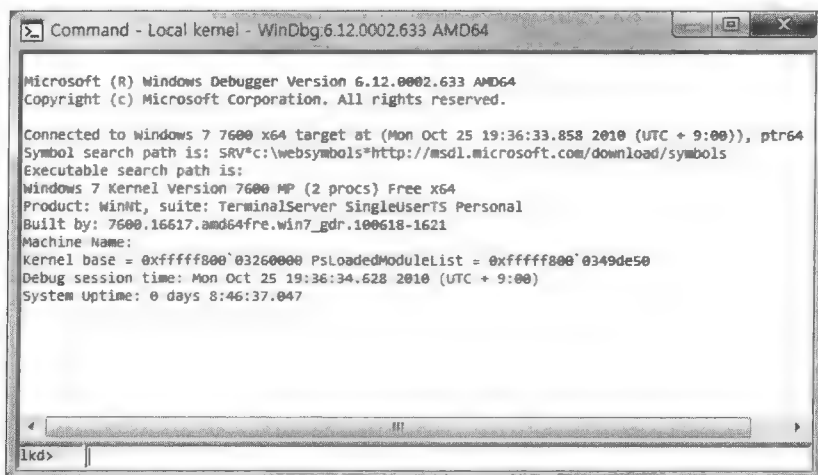 Command - Local kernel - WinDbg:6.12.0002.633 AMD64
Microsoft (R) Windows Debugger Version 6.12.0002.633 AMD64
Copyright (c) Microsoft Corporation. All rights reserved.
Connected to Windows 7 7600 x64 target at (Mon Oct 25 19:36:33.858 2010 (UTC + 9:00)), ptr64
Symbol search path is: SRV*c:\websymbols*http://msdl.microsoft.com/download/symbols
Executable search path is:
Windows 7 Kernel Version 7600 MP (2 procs) Free x64
Product: WinNt, suite: TerminalServer SingleUserTS Personal
Built by: 7600.16617.amd64fre.win7_gdr.100618-1621
Machine Name:
Kernel base = 0xfffff800`03260000 PsLoadedModuleList = 0xfffff800`0349de50
Debug session time: Mon Oct 25 19:36:34.628 2010 (UTC + 9:00)
System Uptime: 0 days 8:46:37.047
lkd>